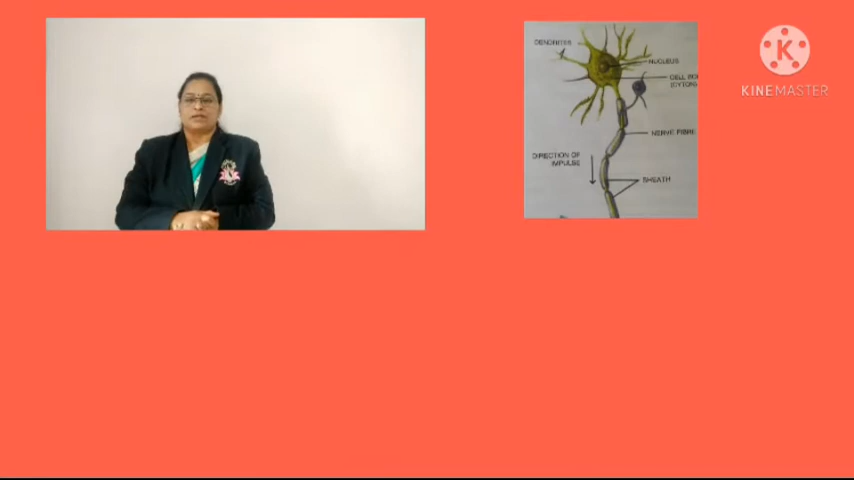 DENDRITES
NUCLEUS
CELL BO
(CYTON)
NERVE FIBRE
DIRECTION OF
IMPULSE
SHEATH
KINEMASTER